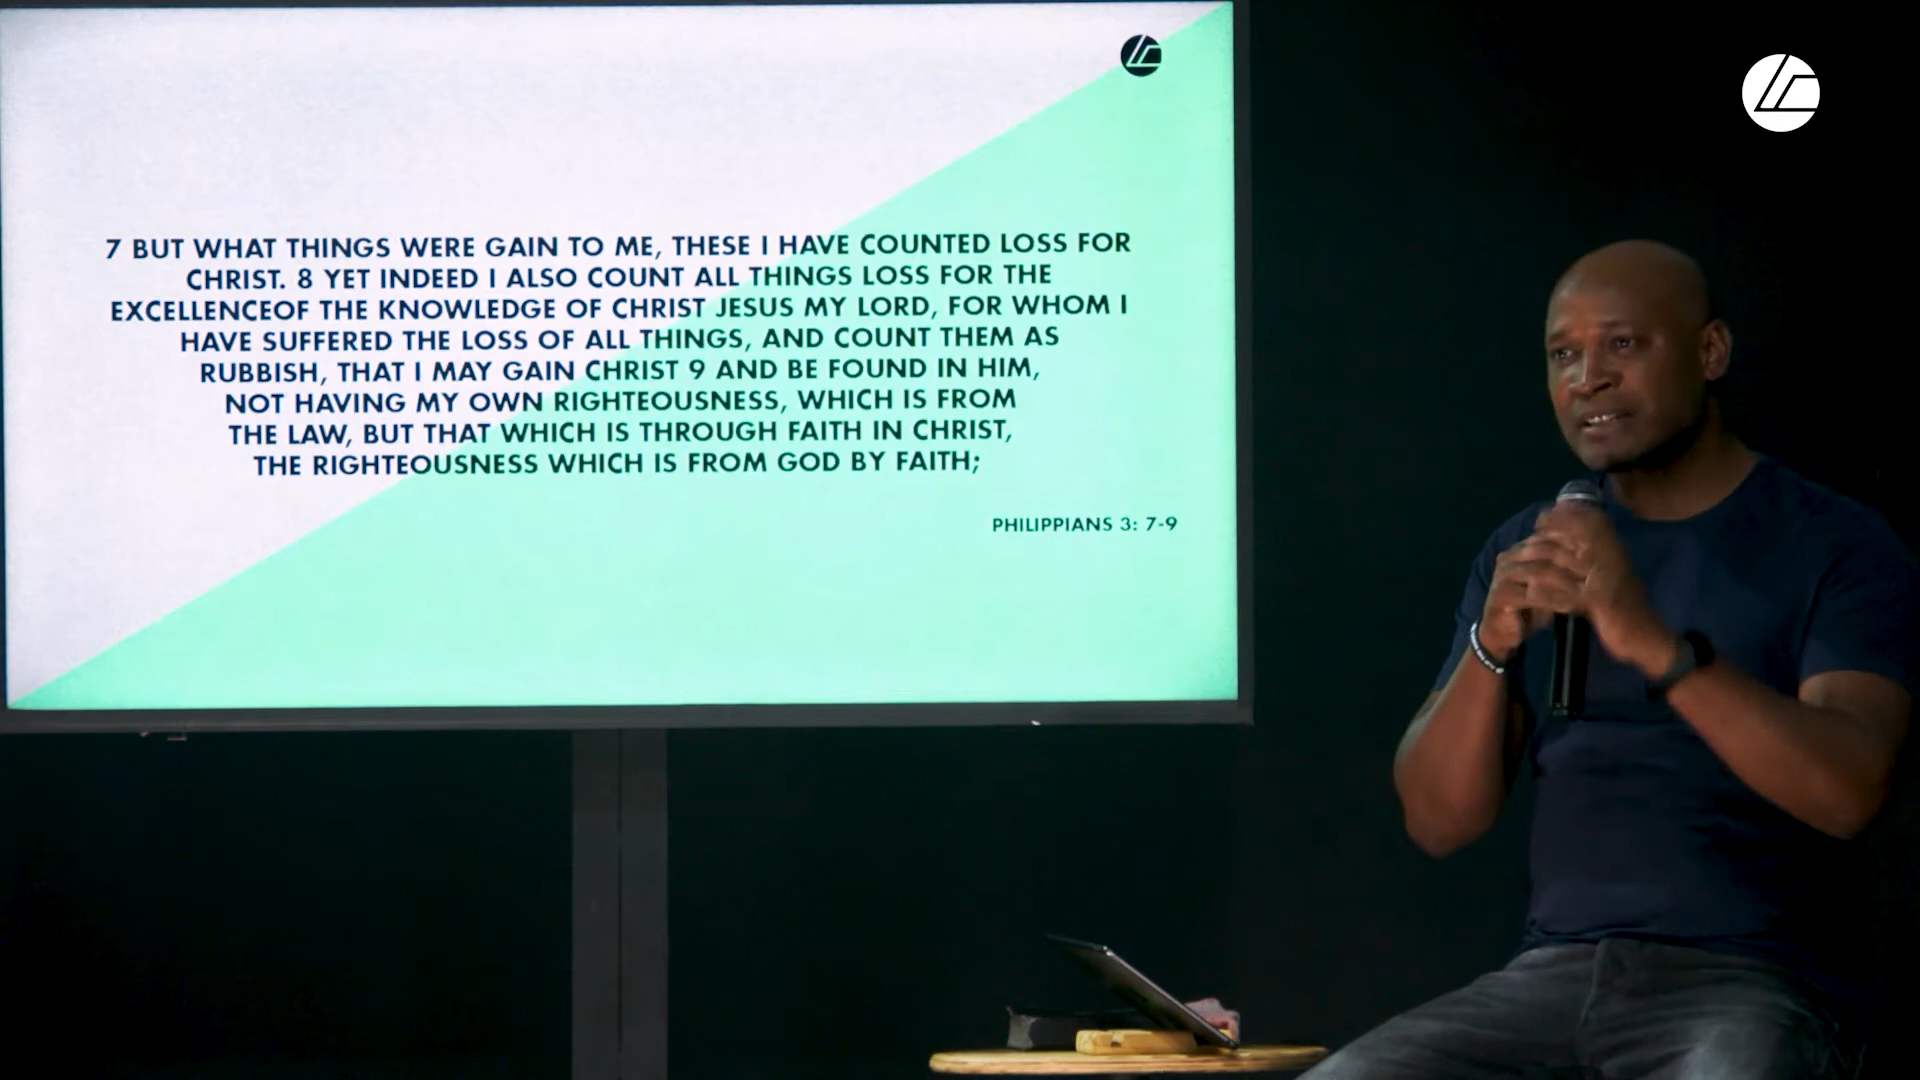 7 BUT WHAT THINGS WERE GAIN TO ME, THESE I HAVE COUNTED LOSS FOR
CHRIST. 8 YET INDEED I ALSO COUNT ALL THINGS LOSS FOR THE
EXCELLENCEOF THE KNOWLEDGE OF CHRIST JESUS MY LORD, FOR WHOM I
HAVE SUFFERED THE LOSS OF ALL THINGS, AND COUNT THEM AS
RUBBISH, THAT I MAY GAIN CHRIST 9 AND BE FOUND IN HIM,
NOT HAVING MY OWN RIGHTEOUSNESS, WHICH IS FROM
THE LAW, BUT THAT WHICH IS THROUGH FAITH IN CHRIST,
THE RIGHTEOUSNESS WHICH IS FROM GOD BY FAITH;
PHILIPPIANS 3: 7-9